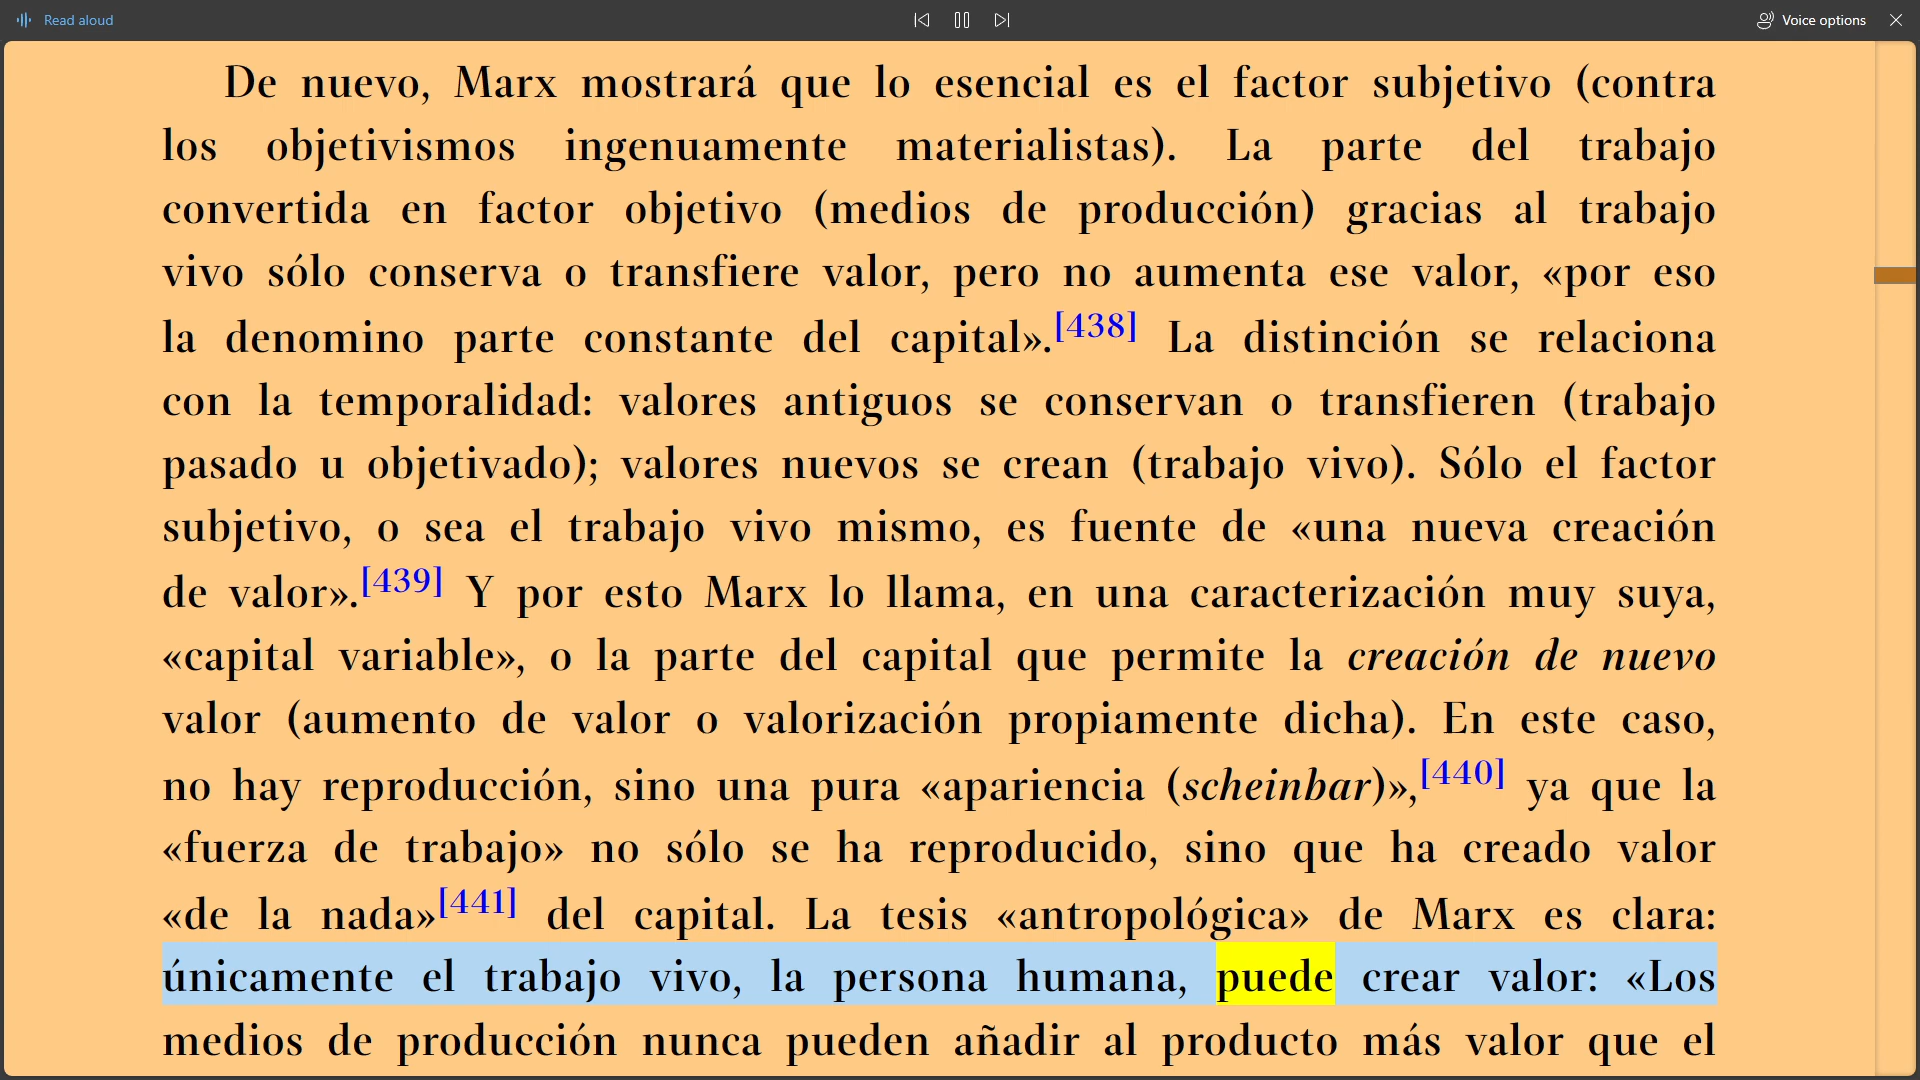 Read aloud
Voice options
De nuevo, Marx mostrará que lo esencial es el factor subjetivo (contra
los objetivismos ingenuamente materialistas). La parte del trabajo
convertida en factor objetivo (medios de producción) gracias al trabajo
vivo sólo conserva o transfiere valor, pero no aumenta ese valor, «por eso
la denomino parte constante del capital».[438] La distinción se relaciona
con la temporalidad: valores antiguos se conservan o transfieren (trabajo
pasado u objetivado); valores nuevos se crean (trabajo vivo). Sólo el factor
subjetivo, o sea el trabajo vivo mismo, es fuente de «una nueva creación
de valor».[439] Y por esto Marx lo llama, en una caracterización muy suya,
«capital variable», o la parte del capital que permite la creación de nuevo
valor (aumento de valor o valorización propiamente dicha). En este caso,
no hay reproducción, sino una pura «apariencia (scheinbar)»,[440] ya que la
«fuerza de trabajo» no sólo se ha reproducido, sino que ha creado valor
«de la nada»[441] del capital. La tesis «antropológica» de Marx es clara:
únicamente el trabajo vivo, la persona humana, puede crear valor: «Los
medios de producción nunca pueden añadir al producto más valor que el